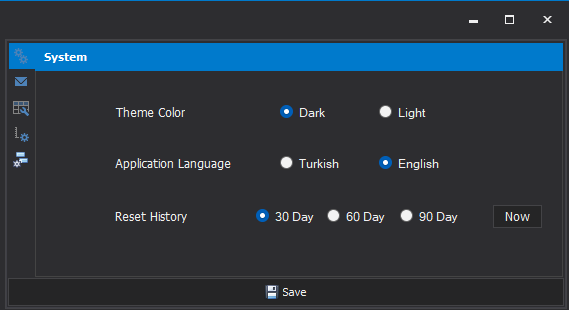 System
Theme Color Dark Light
Application Language Turkish English
Reset History 30 Day 60 Day 90 Day Now
Save